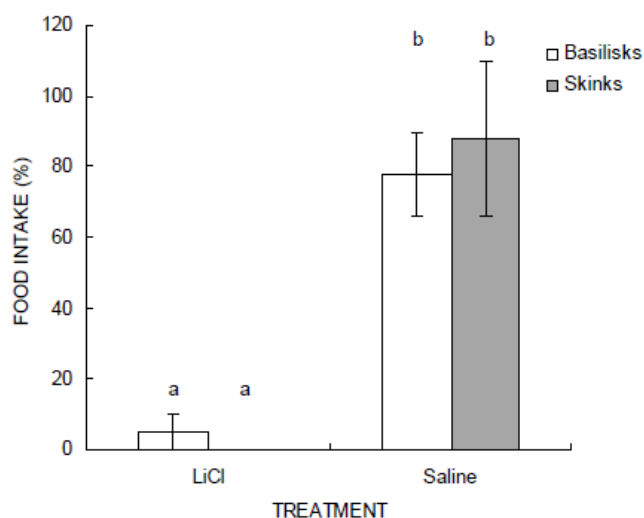 120
100
80
60
40
20
0
FOOD INTAKE (%)
a a
b b
Basilisks
Skinks
LiCl Saline
TREATMENT